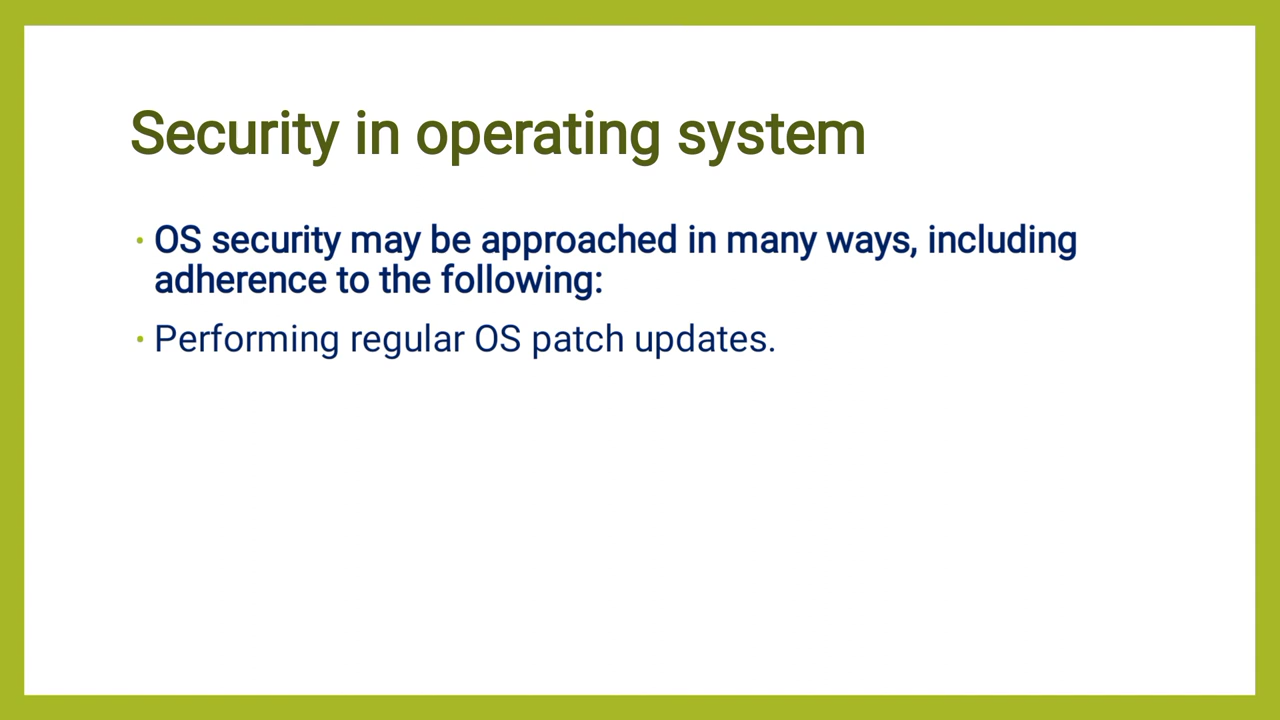 Security in operating system
• OS security may be approached in many ways, including
adherence to the following:
• Performing regular OS patch updates.